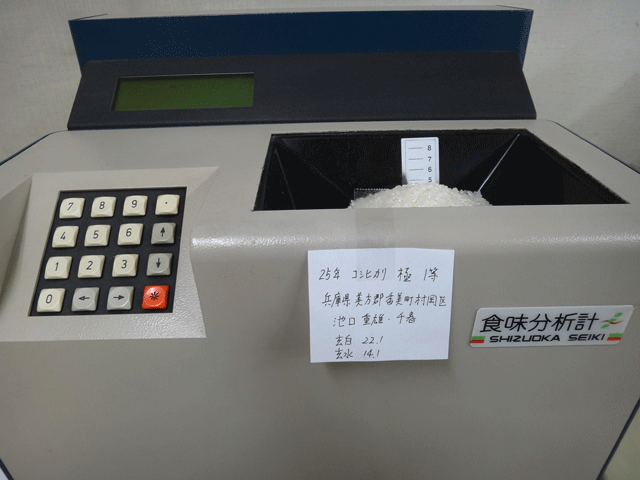 8
7
6
5
7 8 9 ・
4 5 6 ↑
1 2 3 ↓
0 ← → *
25年 コシヒカリ 極 1等
兵庫県美方郡香美町村岡区
池口 重雄・千春
玄白 22.1
玄水 14.1
食味分析計
SHIZUOKA SEIKI